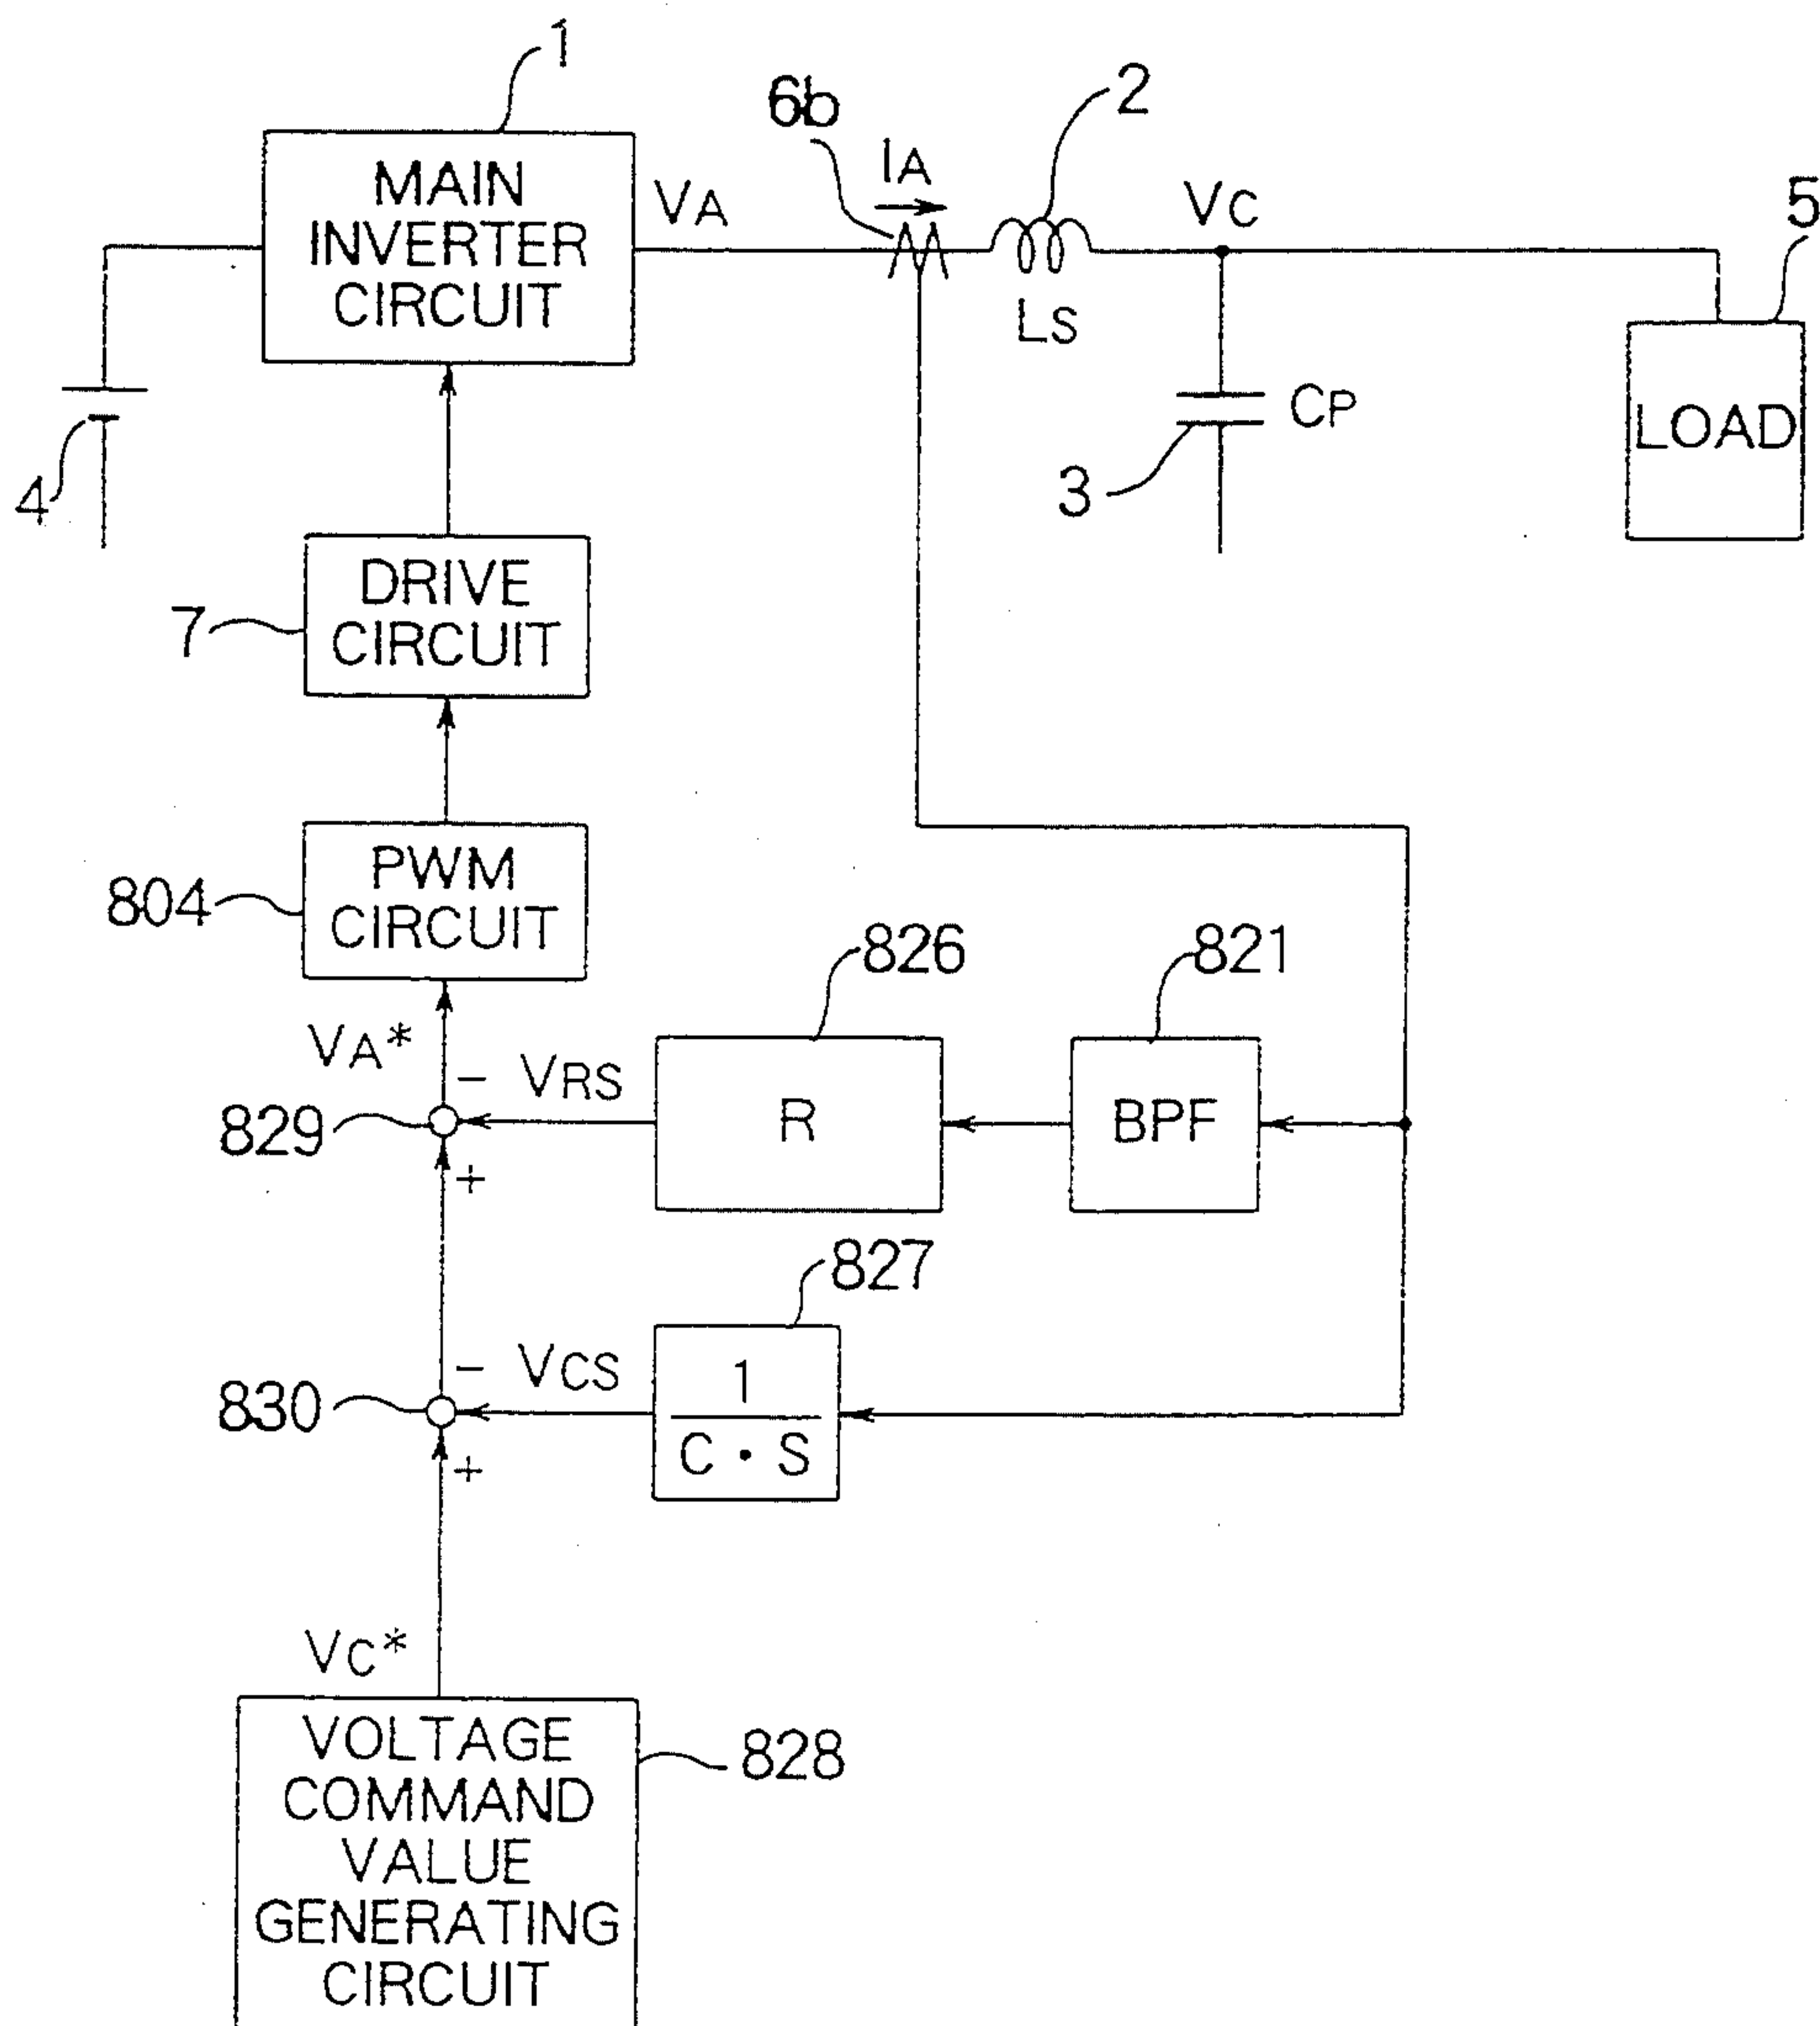 1
6b
IA
2
MAIN
INVERTER
CIRCUIT
VA
VC
5
LS
CP
LOAD
4
3
DRIVE
CIRCUIT
7
PWM
CIRCUIT
804
826
821
VA*
−
VRS
R
BPF
829
+
827
−
VCS
1
C・S
830
+
VC*
VOLTAGE
COMMAND
VALUE
GENERATING
CIRCUIT
828